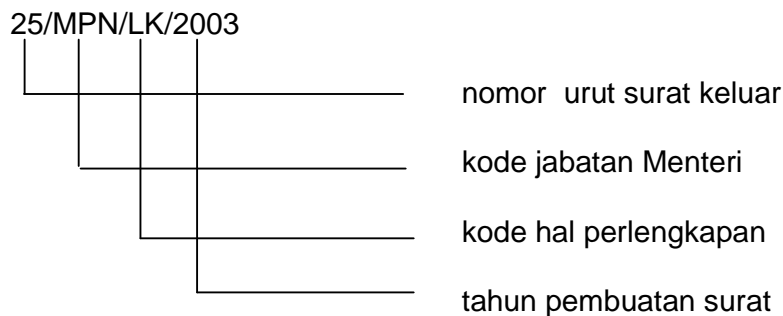 25/MPN/LK/2003
nomor urut surat keluar
kode jabatan Menteri
kode hal perlengkapan
tahun pembuatan surat